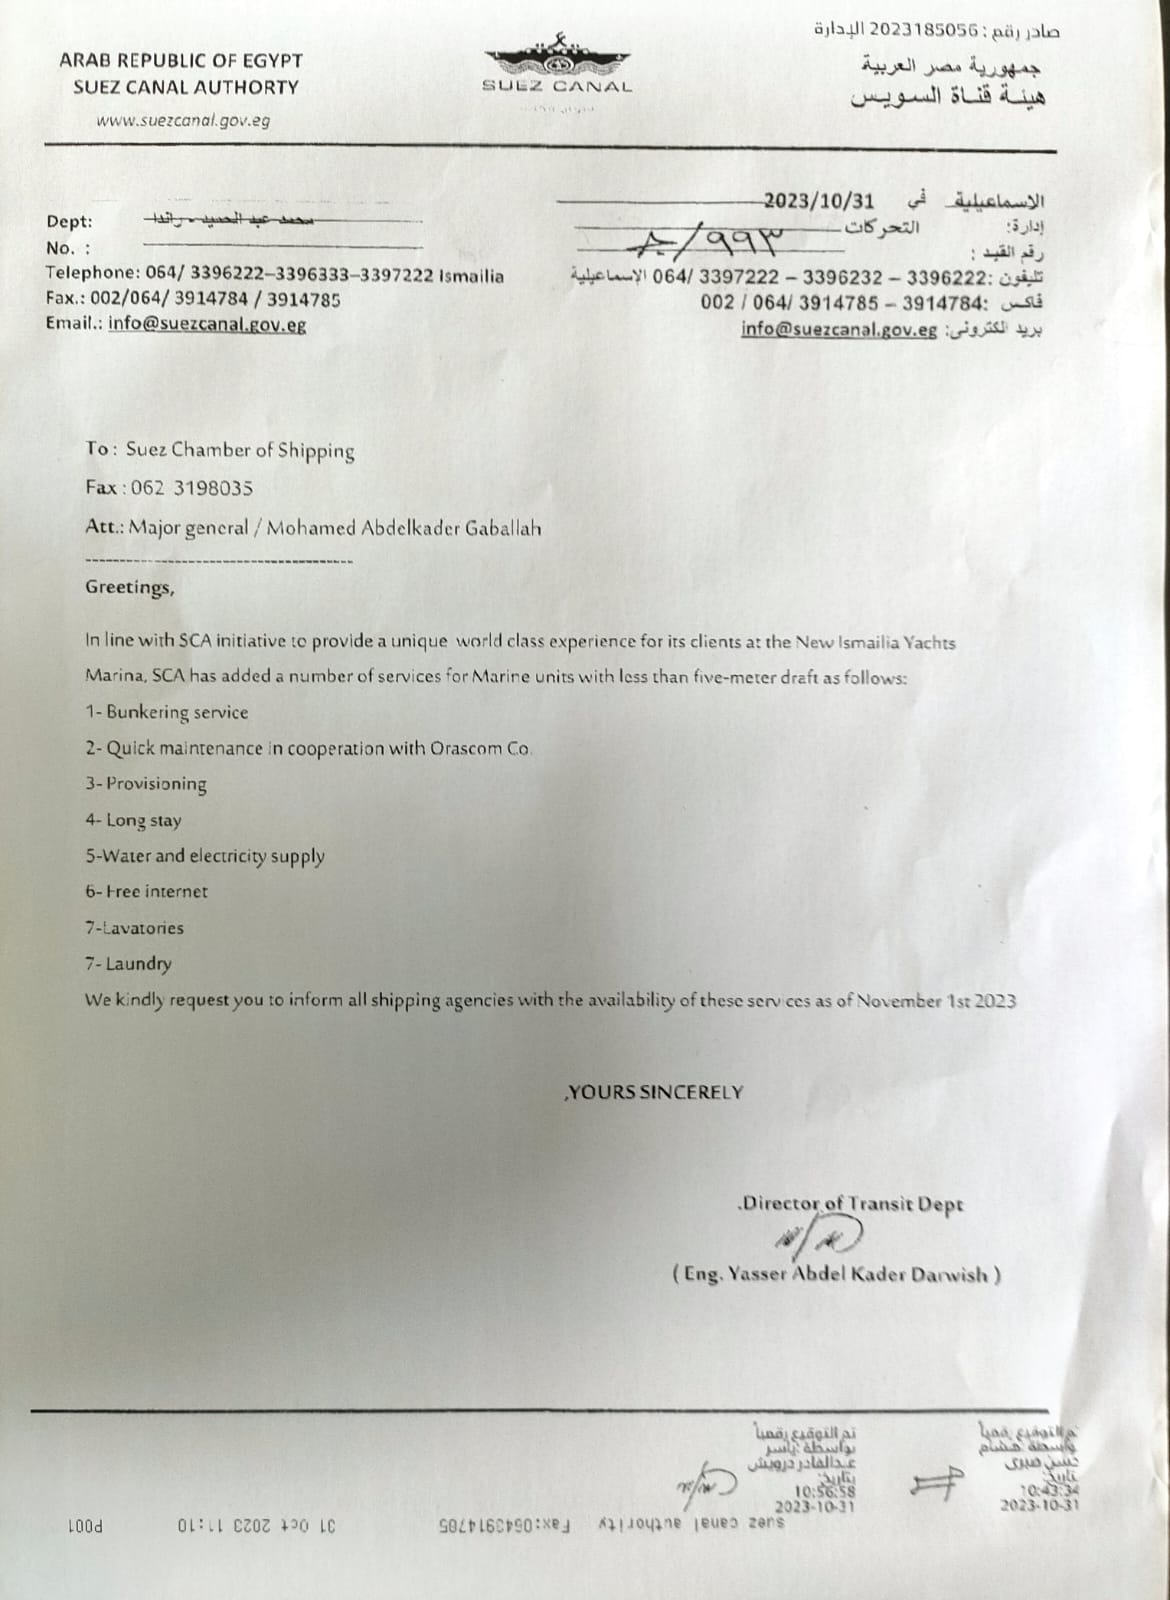 صادر رقم : 2023185056 الإدارة
ARAB REPUBLIC OF EGYPT
SUEZ CANAL AUTHORTY
www.suezcanal.gov.eg
SUEZ CANAL
جمهورية مصر العربية
هيئة قناة السويس
الاسماعيلية في 2023/10/31
إدارة: التحركات
رقم القيد : ٩٩٣/
تليفون :3396222 – 3396232 – 3397222 /064 الاسماعيلية
فاكس :3914784 – 3914785 /064 / 002
بريد الكتروني: info@suezcanal.gov.eg
Dept: محمد عبد الحميد - راندا
No. :
Telephone: 064/ 3396222–3396333–3397222 Ismailia
Fax.: 002/064/ 3914784 / 3914785
Email.: info@suezcanal.gov.eg
To : Suez Chamber of Shipping
Fax : 062 3198035
Att.: Major general / Mohamed Abdelkader Gaballah
------------------------------------
Greetings,
In line with SCA initiative to provide a unique world class experience for its clients at the New Ismailia Yachts
Marina, SCA has added a number of services for Marine units with less than five-meter draft as follows:
1- Bunkering service
2- Quick maintenance in cooperation with Orascom Co.
3- Provisioning
4- Long stay
5-Water and electricity supply
6- Free internet
7-Lavatories
7- Laundry
We kindly request you to inform all shipping agencies with the availability of these services as of November 1st 2023
,YOURS SINCERELY
.Director of Transit Dept
( Eng. Yasser Abdel Kader Darwish )
تم التوقيع رقمياً
بواسطة: هشام
حسن صبرى
بتاريخ:
10:43:34
2023-10-31
تم التوقيع رقمياً
بواسطة: ياسر
عبدالقادر درويش
بتاريخ:
10:56:58
2023-10-31
suez canal authority Fax:0643914785 31 Oct 2023 11:10 P001